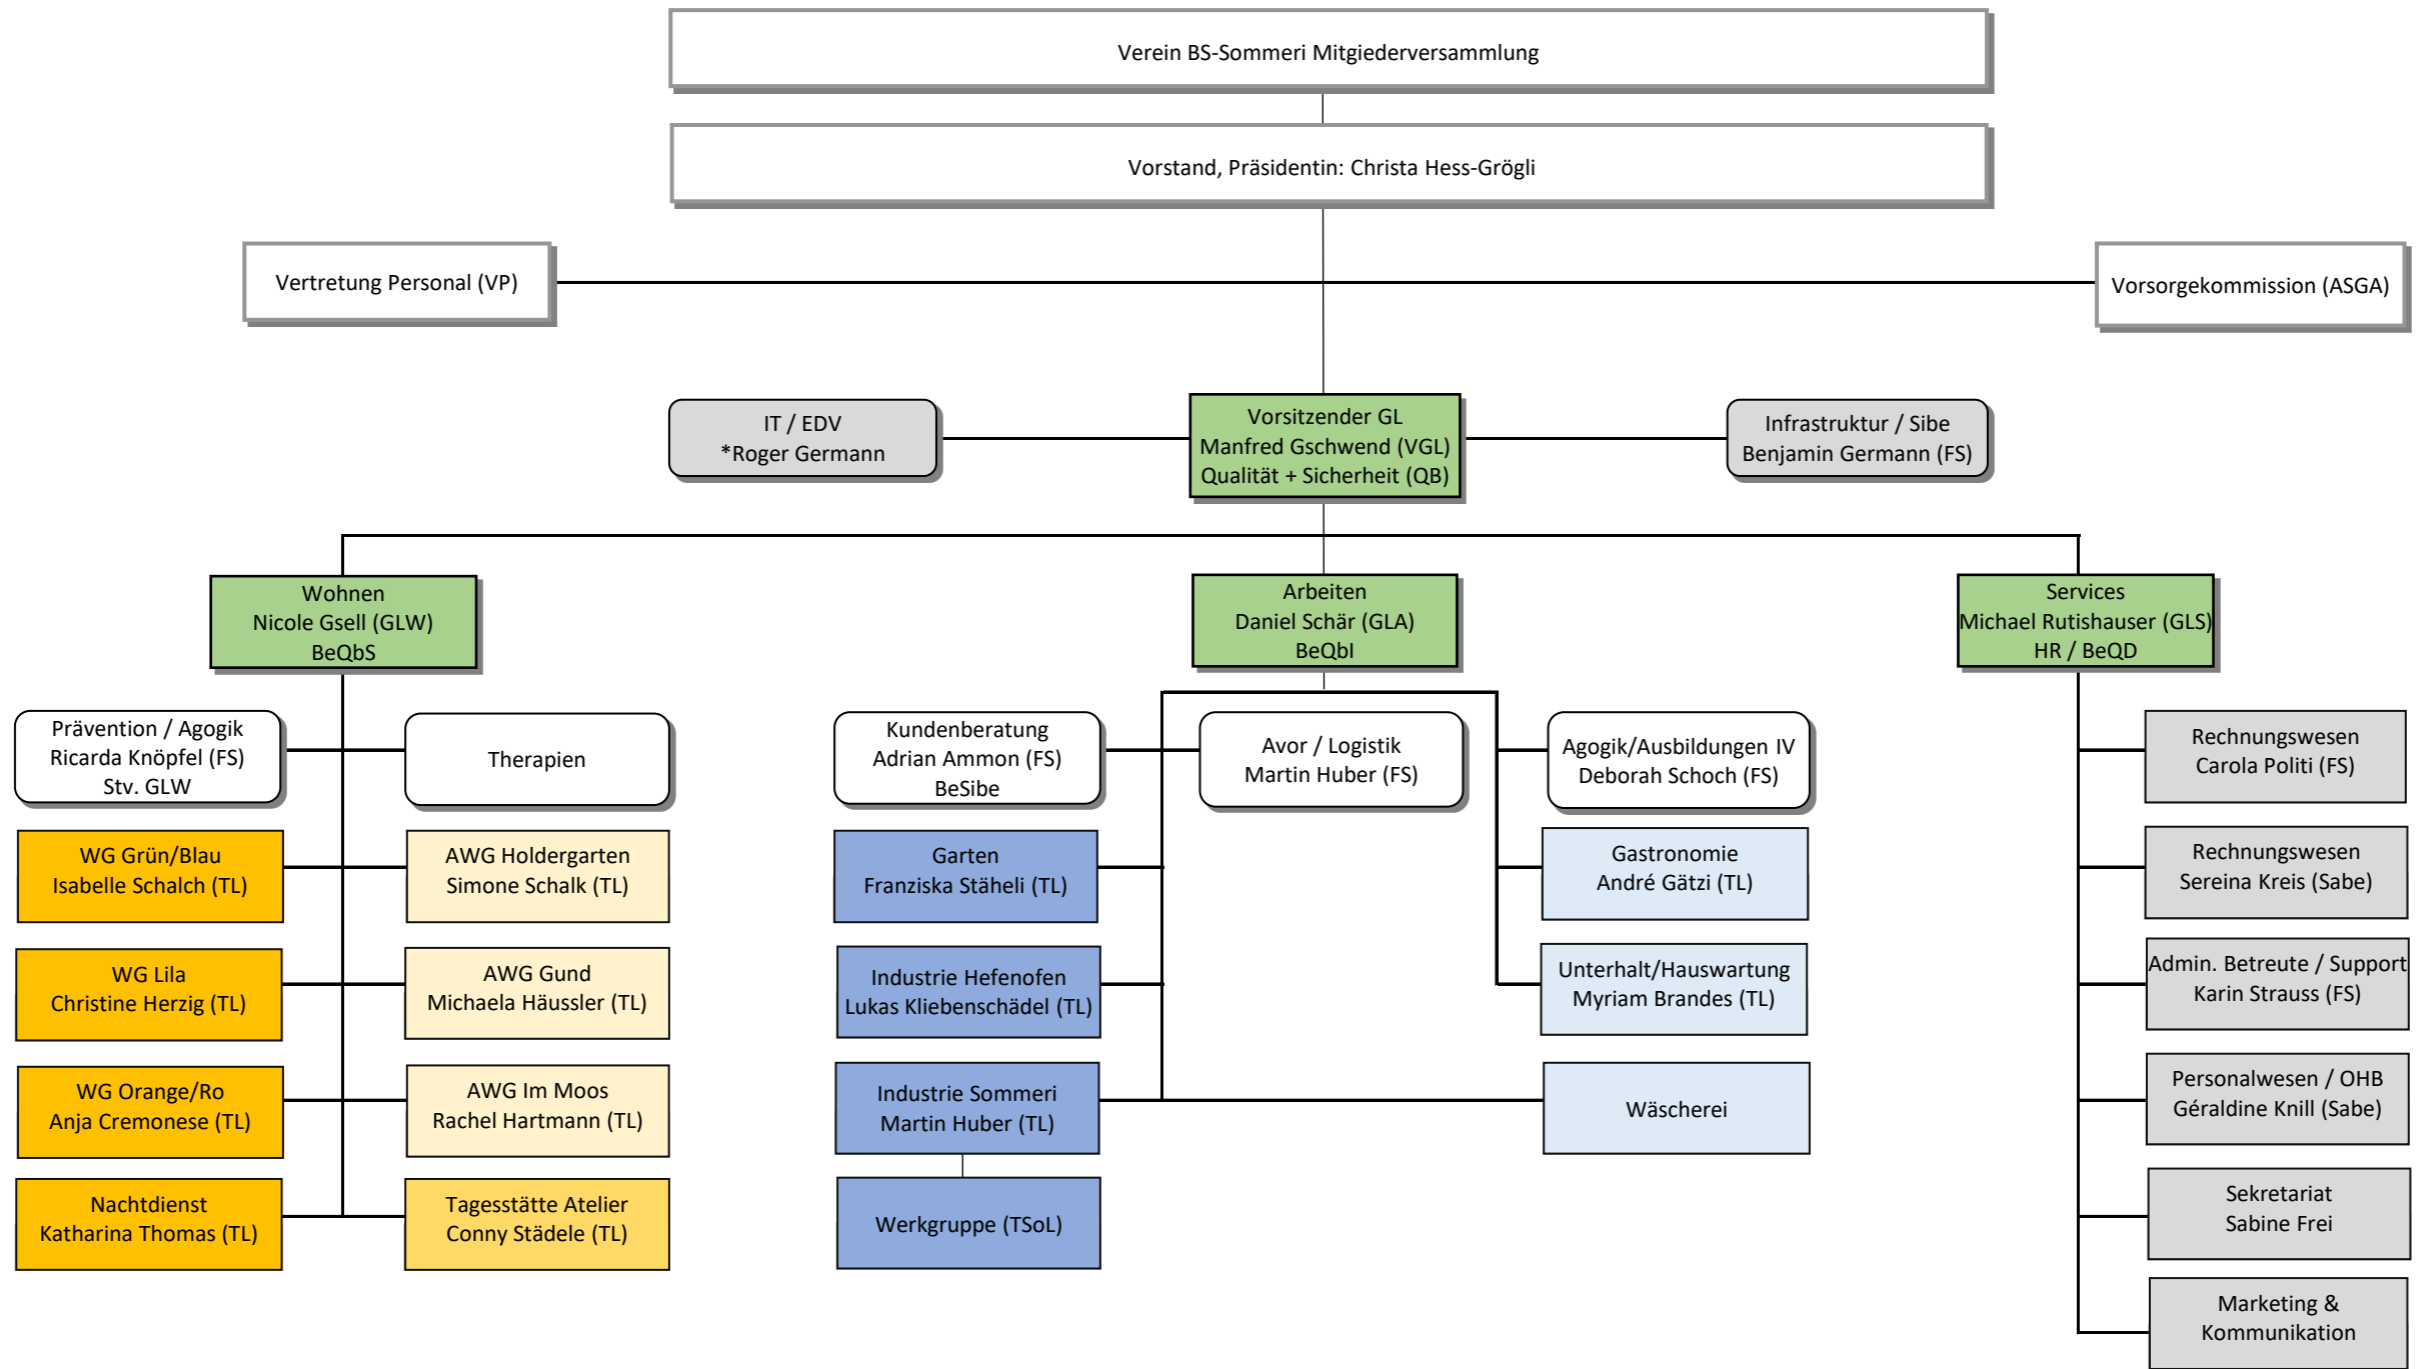 Verein BS-Sommeri Mitgiederversammlung
Vorstand, Präsidentin: Christa Hess-Grögli
Vertretung Personal (VP)
Vorsorgekommission (ASGA)
IT / EDV
*Roger Germann
Vorsitzender GL
Manfred Gschwend (VGL)
Qualität + Sicherheit (QB)
Infrastruktur / Sibe
Benjamin Germann (FS)
Wohnen
Nicole Gsell (GLW)
BeQbS
Arbeiten
Daniel Schär (GLA)
BeQbI
Services
Michael Rutishauser (GLS)
HR / BeQD
Prävention / Agogik
Ricarda Knöpfel (FS)
Stv. GLW
Therapien
Kundenberatung
Adrian Ammon (FS)
BeSibe
Avor / Logistik
Martin Huber (FS)
Agogik/Ausbildungen IV
Deborah Schoch (FS)
Rechnungswesen
Carola Politi (FS)
WG Grün/Blau
Isabelle Schalch (TL)
AWG Holdergarten
Simone Schalk (TL)
Garten
Franziska Stäheli (TL)
Gastronomie
André Gätzi (TL)
Rechnungswesen
Sereina Kreis (Sabe)
WG Lila
Christine Herzig (TL)
AWG Gund
Michaela Häussler (TL)
Industrie Hefenofen
Lukas Kliebenschädel (TL)
Unterhalt/Hauswartung
Myriam Brandes (TL)
Admin. Betreute / Support
Karin Strauss (FS)
WG Orange/Ro
Anja Cremonese (TL)
AWG Im Moos
Rachel Hartmann (TL)
Industrie Sommeri
Martin Huber (TL)
Wäscherei
Personalwesen / OHB
Géraldine Knill (Sabe)
Nachtdienst
Katharina Thomas (TL)
Tagesstätte Atelier
Conny Städele (TL)
Werkgruppe (TSoL)
Sekretariat
Sabine Frei
Marketing &
Kommunikation